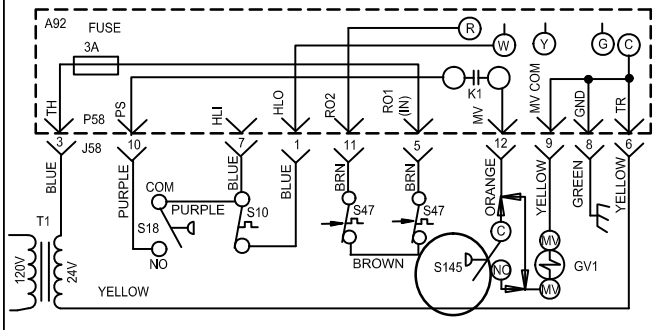 A92
FUSE
3A
R
W
Y
G
C
K1
TH
PS
HLI
HLO
RO2
RO1
(IN)
MV
MV COM
GND
TR
P58
J58
3
10
7
1
11
5
12
9
8
6
BLUE
PURPLE
BLUE
BLUE
BRN
BRN
ORANGE
YELLOW
GREEN
YELLOW
COM
PURPLE
S18
NO
S10
S47
S47
BROWN
T1
120V
24V
YELLOW
S145
C
NO
MV
MV
GV1